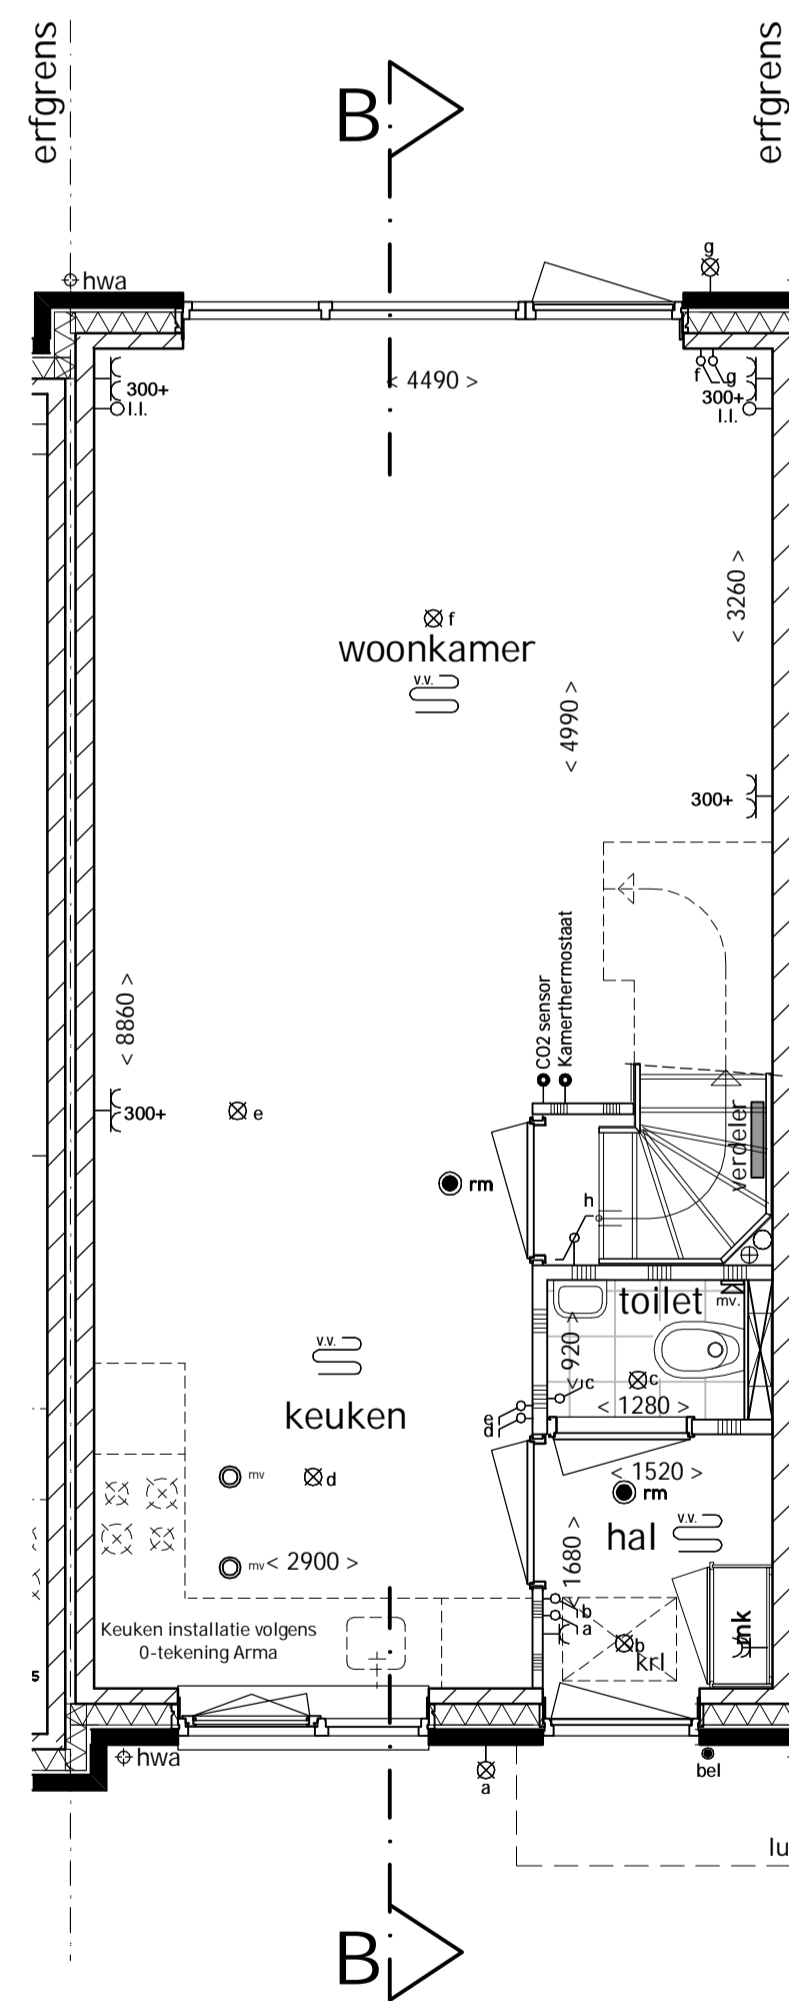 erfgrens
erfgrens
B
hwa
g
< 4490 >
300+
l.l.
f
g
300+
l.l.
< 3260 >
f
woonkamer
v.v.
< 4990 >
300+
CO2 sensor
Kamerthermostaat
< 8860 >
300+
e
verdeler
rm
h
toilet
mv.
v.v.
920 >
<
c
c
< 1280 >
keuken
e
d
mv
d
< 1520 >
rm
hal
v.v.
< 1680 >
mv
< 2900 >
b
a
b
krl
mk
Keuken installatie volgens
0-tekening Arma
5
hwa
a
bel
lu
B